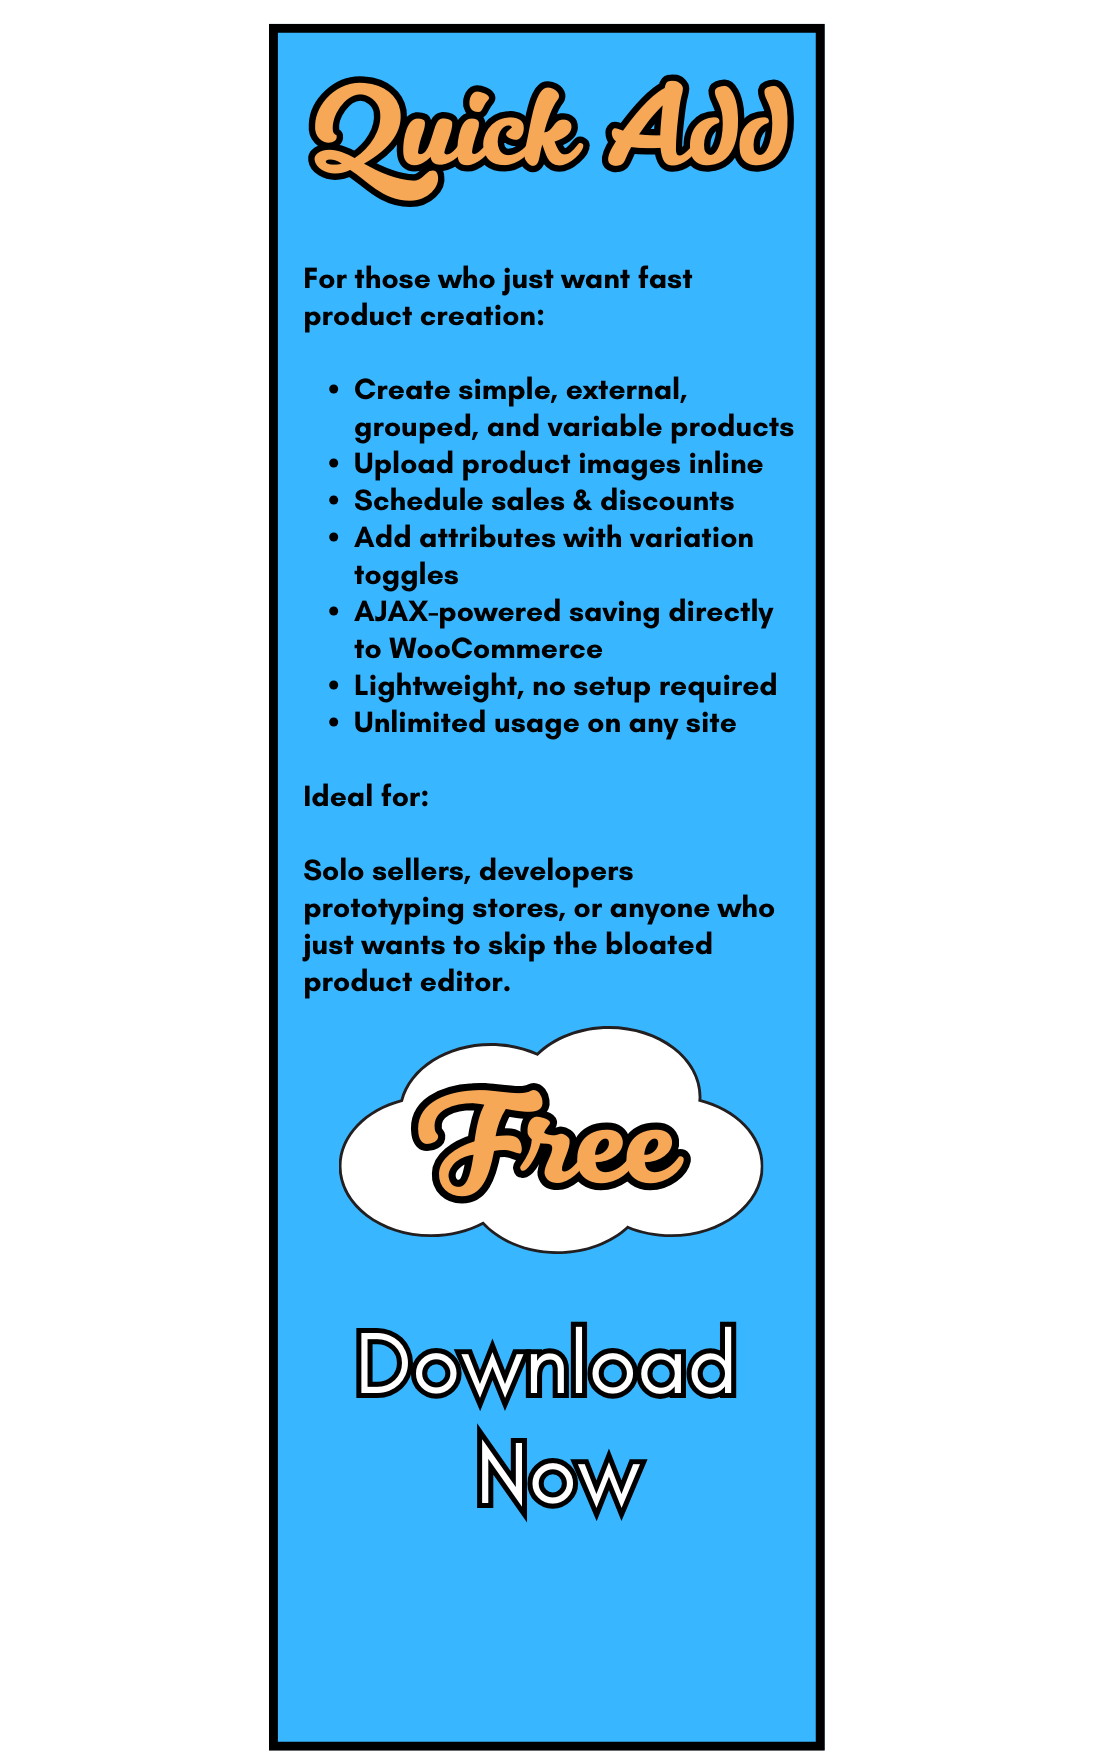 Quick Add
For those who just want fast
product creation:
• Create simple, external,
grouped, and variable products
• Upload product images inline
• Schedule sales & discounts
• Add attributes with variation
toggles
• AJAX-powered saving directly
to WooCommerce
• Lightweight, no setup required
• Unlimited usage on any site
Ideal for:
Solo sellers, developers
prototyping stores, or anyone who
just wants to skip the bloated
product editor.
Free
Download
Now